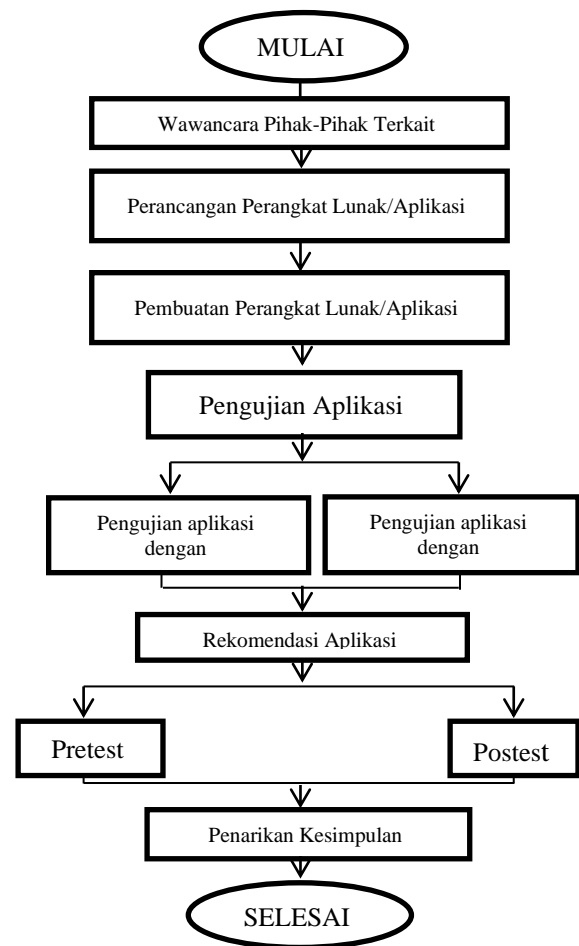 MULAI
Wawancara Pihak-Pihak Terkait
Perancangan Perangkat Lunak/Aplikasi
Pembuatan Perangkat Lunak/Aplikasi
Pengujian Aplikasi
Pengujian aplikasi
dengan
Pengujian aplikasi
dengan
Rekomendasi Aplikasi
Pretest
Postest
Penarikan Kesimpulan
SELESAI